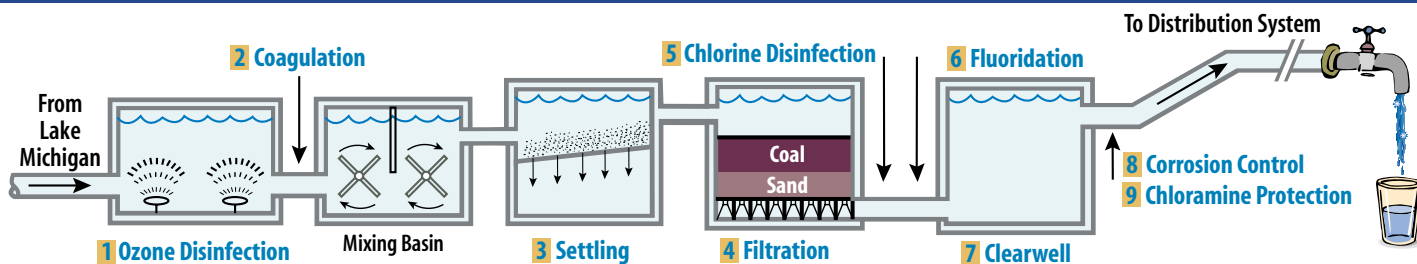 From
Lake
Michigan
1 Ozone Disinfection
2 Coagulation
Mixing Basin
3 Settling
4 Filtration
Coal
Sand
5 Chlorine Disinfection
6 Fluoridation
7 Clearwell
8 Corrosion Control
9 Chloramine Protection
To Distribution System